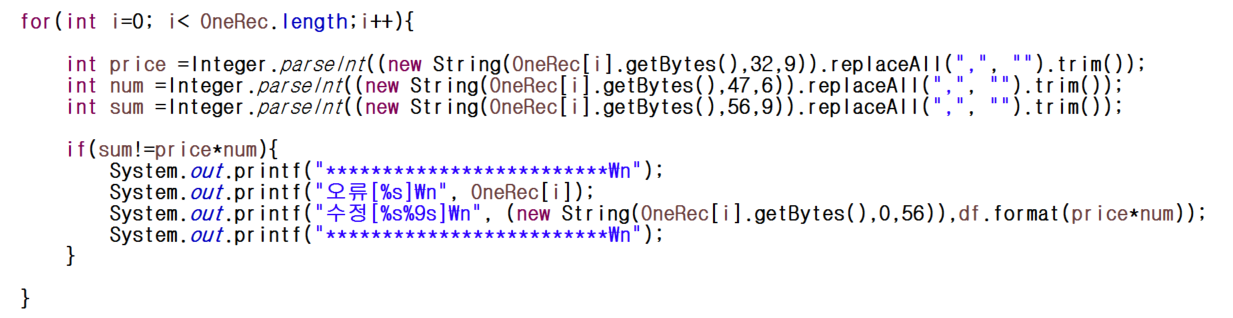 for(int i=0; i< OneRec.length;i++){
int price =Integer.parseInt((new String(OneRec[i].getBytes(),32,9)).replaceAll(",", "").trim());
int num =Integer.parseInt((new String(OneRec[i].getBytes(),47,6)).replaceAll(",", "").trim());
int sum =Integer.parseInt((new String(OneRec[i].getBytes(),56,9)).replaceAll(",", "").trim());
if(sum!=price*num){
System.out.printf("*************************₩n");
System.out.printf("오류[%s]₩n", OneRec[i]);
System.out.printf("수정[%s%9s]₩n", (new String(OneRec[i].getBytes(),0,56)),df.format(price*num));
System.out.printf("*************************₩n");
}
}